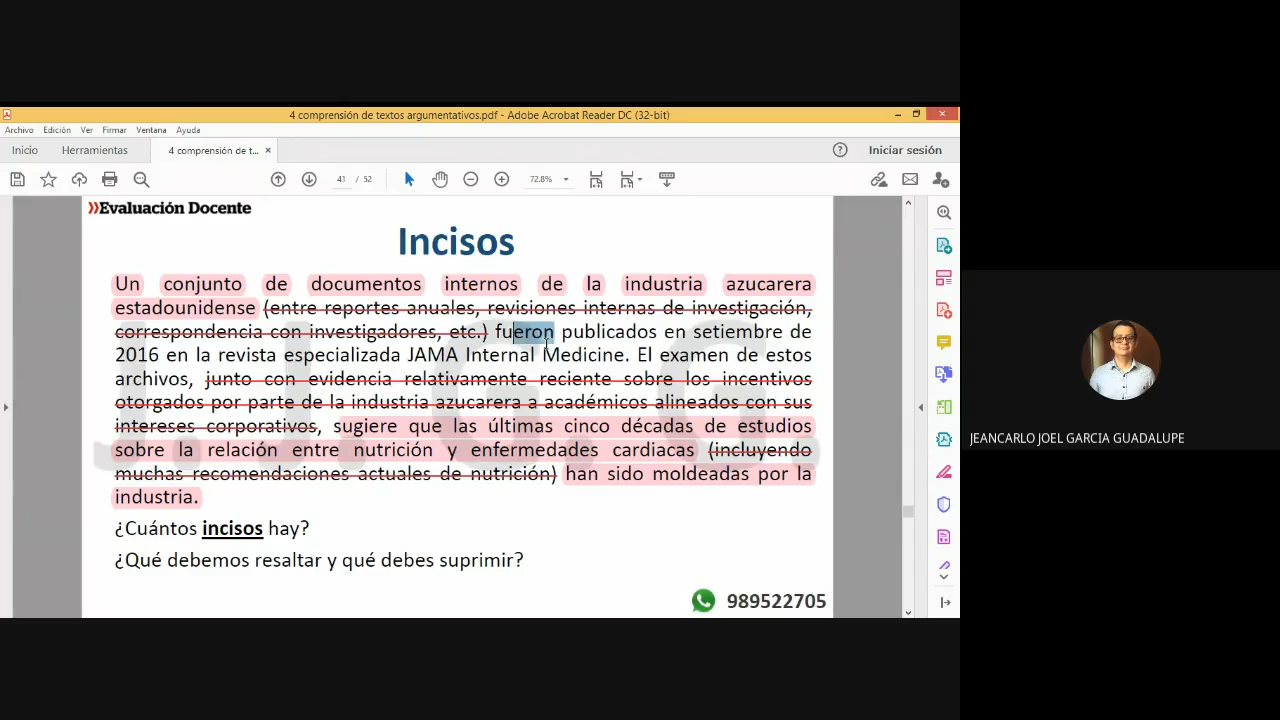 4 comprensión de textos argumentativos.pdf - Adobe Acrobat Reader DC (32-bit)
Archivo Edición Ver Firmar Ventana Ayuda
Inicio Herramientas 4 comprensión de t... × Iniciar sesión
41 / 52 72.8%
»Evaluación Docente
Incisos
Un conjunto de documentos internos de la industria azucarera
estadounidense (entre reportes anuales, revisiones internas de investigación,
correspondencia con investigadores, etc.) fueron publicados en setiembre de
2016 en la revista especializada JAMA Internal Medicine. El examen de estos
archivos, junto con evidencia relativamente reciente sobre los incentivos
otorgados por parte de la industria azucarera a académicos alineados con sus
intereses corporativos, sugiere que las últimas cinco décadas de estudios
sobre la relación entre nutrición y enfermedades cardiacas (incluyendo
muchas recomendaciones actuales de nutrición) han sido moldeadas por la
industria.
¿Cuántos incisos hay?
¿Qué debemos resaltar y qué debes suprimir?
989522705
J.J.G.G.
JEANCARLO JOEL GARCIA GUADALUPE